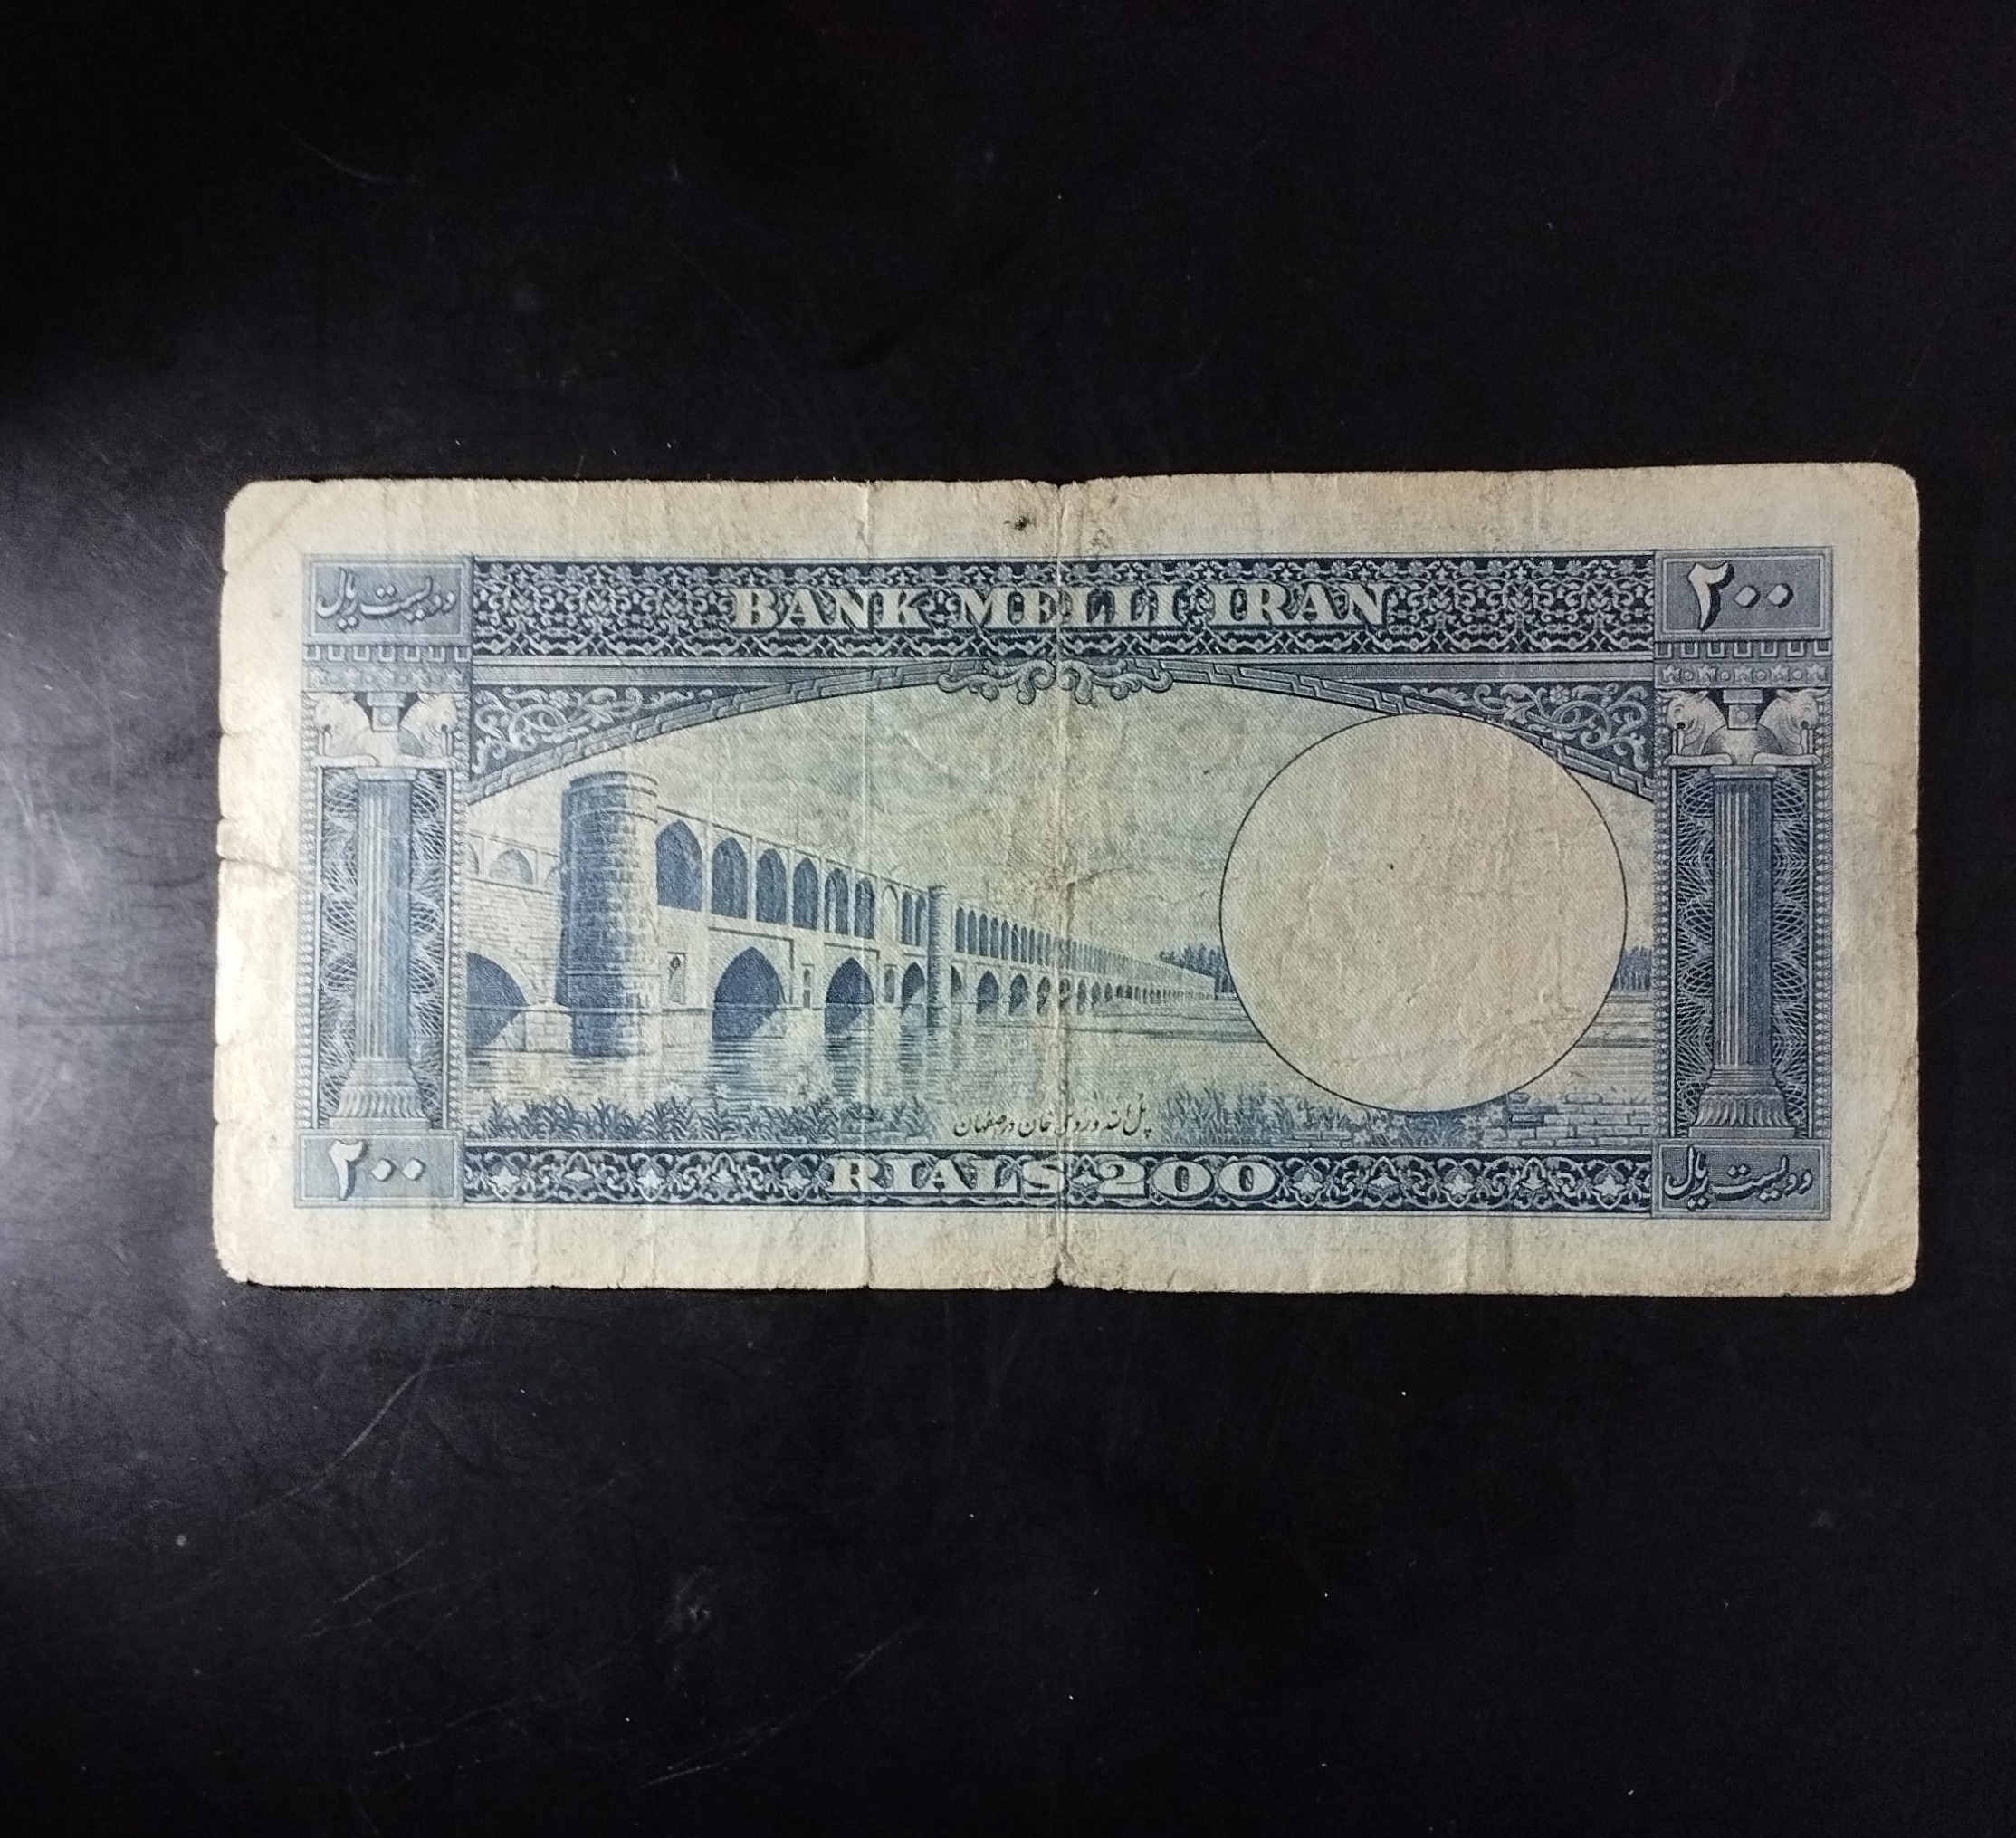 دویست ریال
BANK MELLI IRAN
۲۰۰
پل الله وردی خان در اصفهان
۲۰۰
RIALS 200
دویست ریال